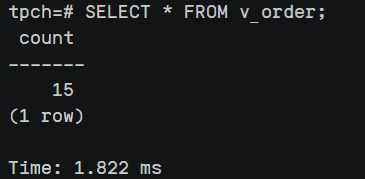 tpch=# SELECT * FROM v_order;
 count
-------
    15
(1 row)

Time: 1.822 ms